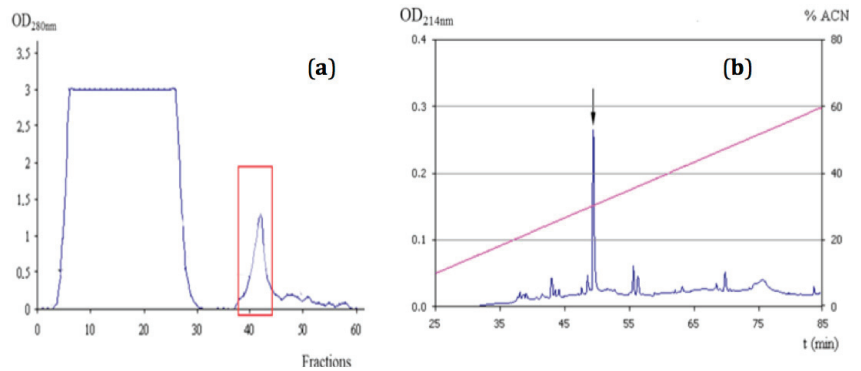 OD280nm
(a)
3,5
3
2,5
2
1,5
1
0,5
0
0 10 20 30 40 50 60
Fractions
OD214nm
% ACN
(b)
0.4 80
0.3 60
0.2 40
0.1 20
0.0 0
25 35 45 55 65 75 85
t (min)